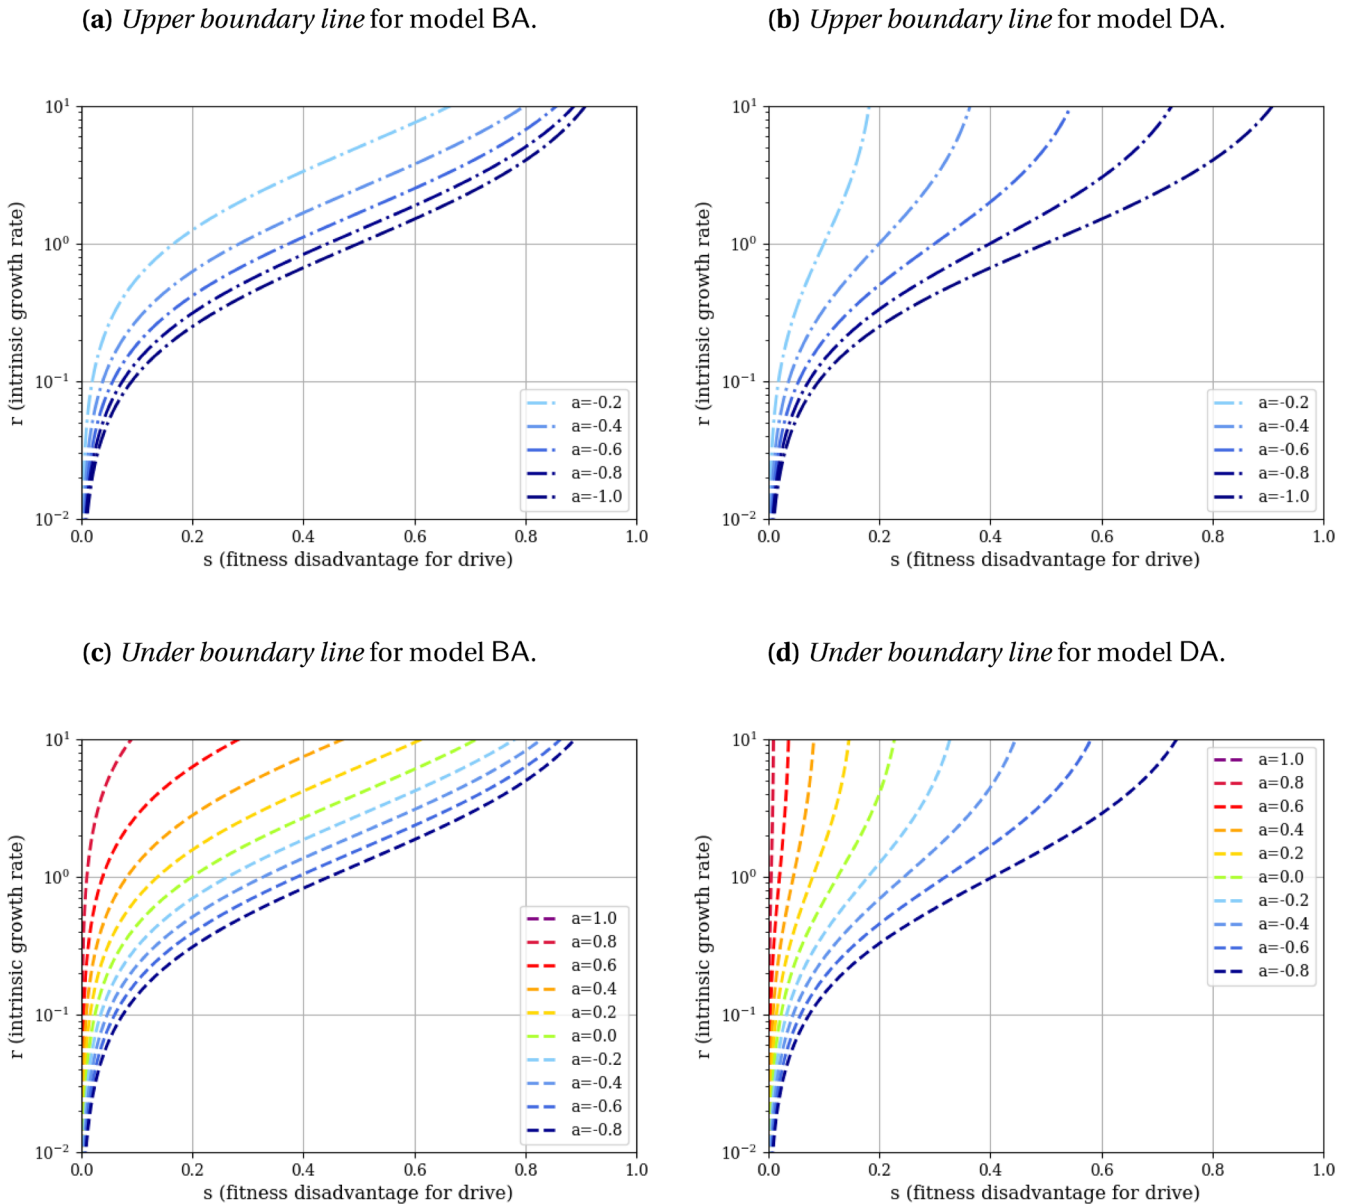 (a) Upper boundary line for model BA.
(b) Upper boundary line for model DA.
10¹
10⁰
10⁻¹
10⁻²
r (intrinsic growth rate)
a=-0.2
a=-0.4
a=-0.6
a=-0.8
a=-1.0
0.0 0.2 0.4 0.6 0.8 1.0
s (fitness disadvantage for drive)
10¹
10⁰
10⁻¹
10⁻²
r (intrinsic growth rate)
a=-0.2
a=-0.4
a=-0.6
a=-0.8
a=-1.0
0.0 0.2 0.4 0.6 0.8 1.0
s (fitness disadvantage for drive)
(c) Under boundary line for model BA.
(d) Under boundary line for model DA.
10¹
10⁰
10⁻¹
10⁻²
r (intrinsic growth rate)
a=1.0
a=0.8
a=0.6
a=0.4
a=0.2
a=0.0
a=-0.2
a=-0.4
a=-0.6
a=-0.8
0.0 0.2 0.4 0.6 0.8 1.0
s (fitness disadvantage for drive)
10¹
10⁰
10⁻¹
10⁻²
r (intrinsic growth rate)
a=1.0
a=0.8
a=0.6
a=0.4
a=0.2
a=0.0
a=-0.2
a=-0.4
a=-0.6
a=-0.8
0.0 0.2 0.4 0.6 0.8 1.0
s (fitness disadvantage for drive)